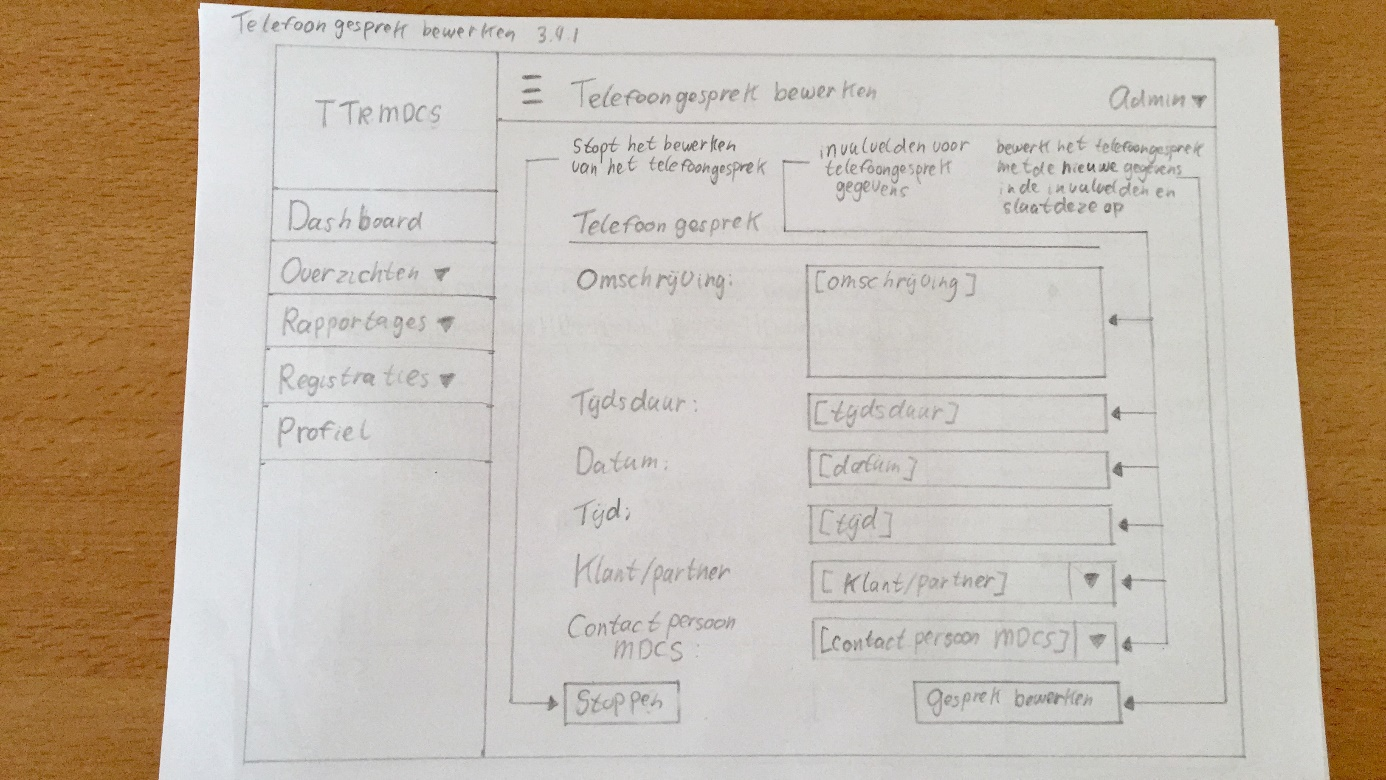 Telefoongesprek bewerken 3.4.1
TTRMDCS
Telefoongesprek bewerken
Admin
Dashboard
Overzichten
Rapportages
Registraties
Profiel
Stopt het bewerken
van het telefoongesprek
invulvelden voor
telefoongesprek
gegevens
bewerkt het telefoongesprek
met de nieuwe gegevens
in de invulvelden en
slaat deze op
Telefoongesprek
Omschrijving:
[omschrijving]
Tijdsduur:
[tijdsduur]
Datum:
[datum]
Tijd:
[tijd]
Klant/partner
[Klant/partner]
Contact persoon
MDCS:
[contact persoon MDCS]
Stoppen
Gesprek bewerken